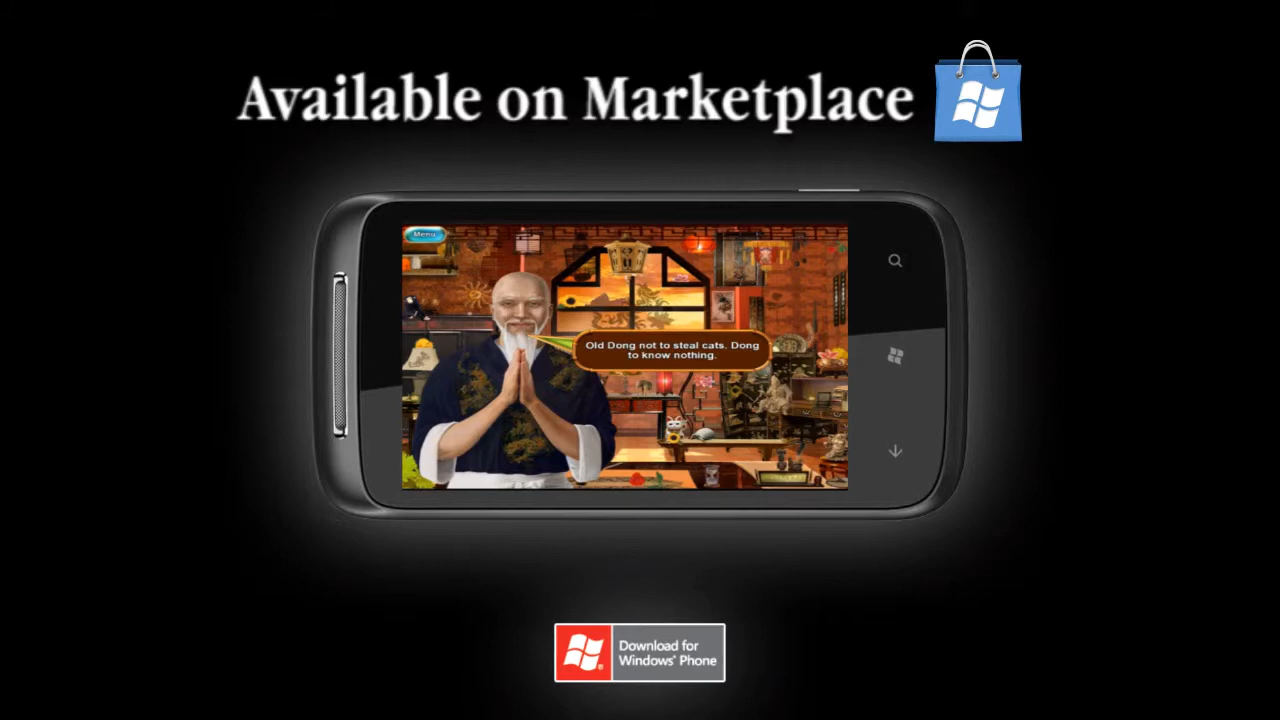 Available on Marketplace
Menu
Old Dong not to steal cats. Dong
to know nothing.
Download for
Windows® Phone